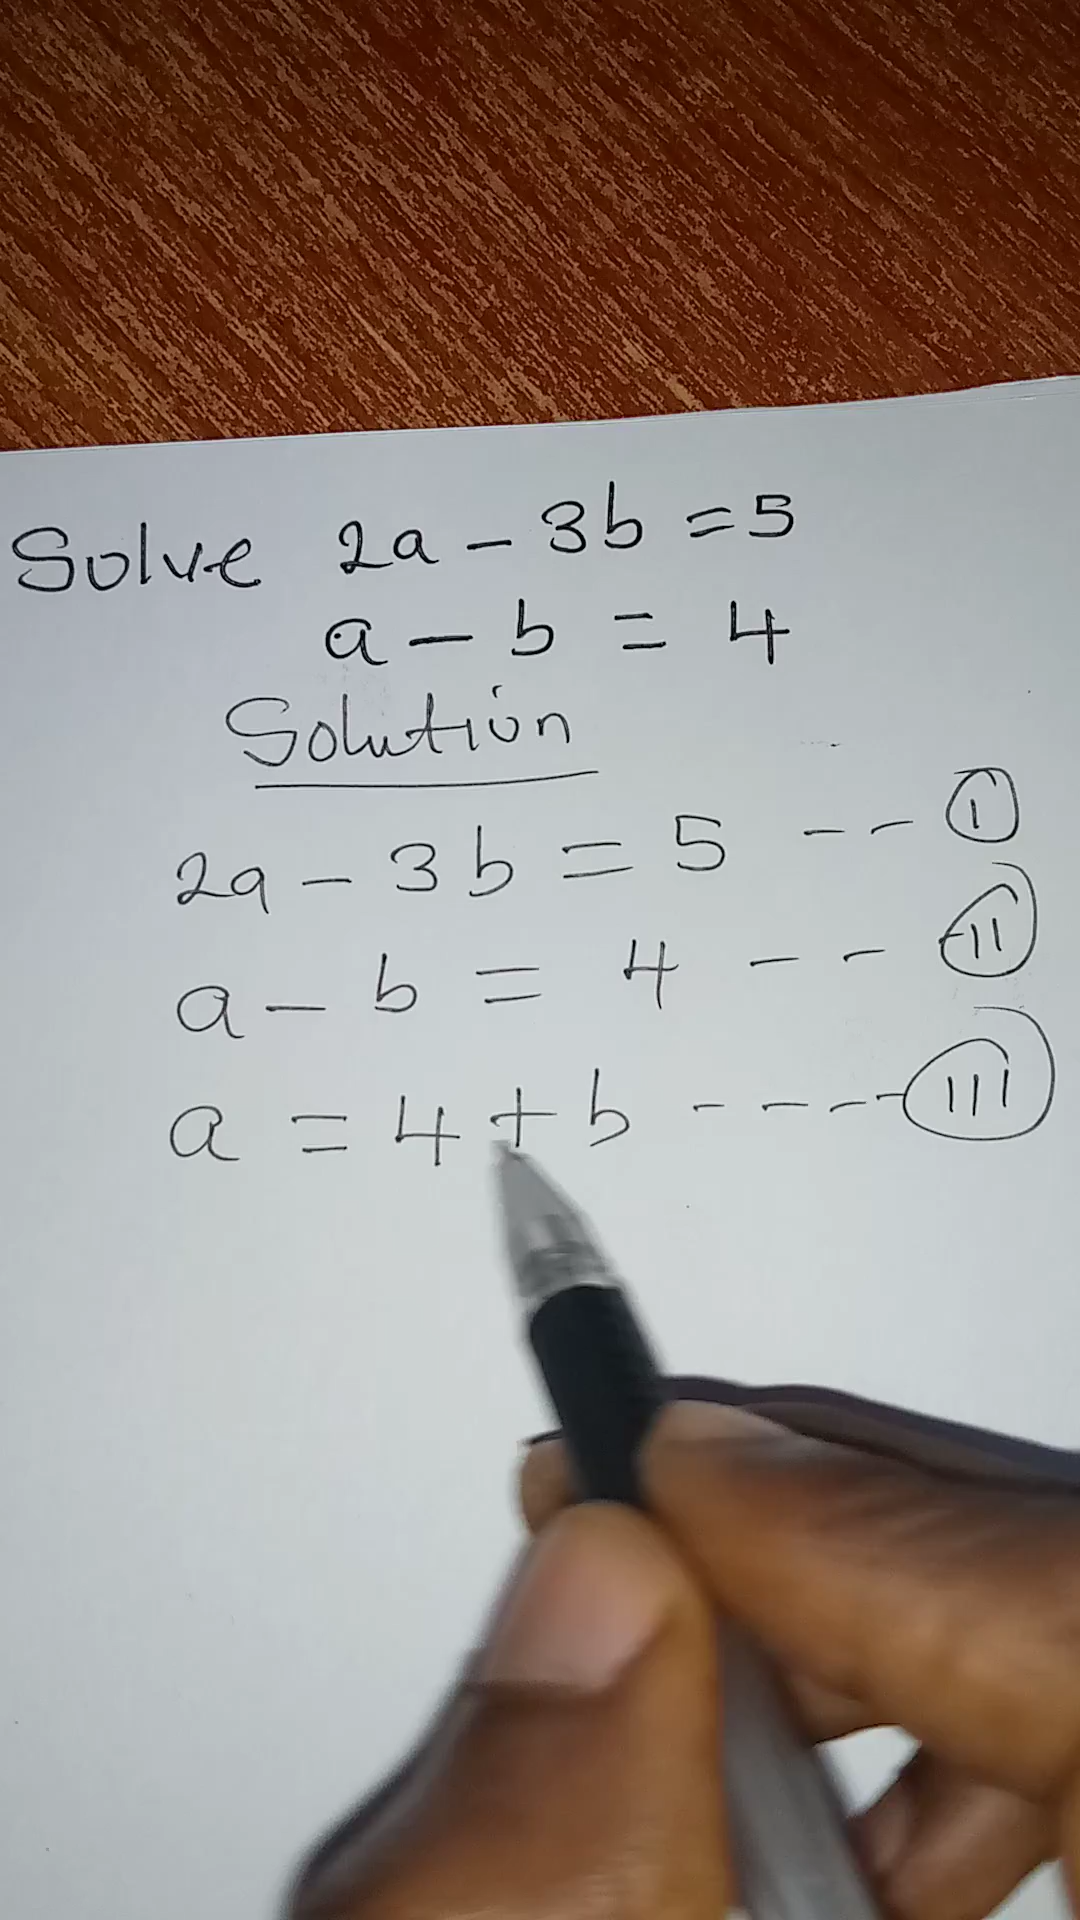 Solve 2a - 3b = 5
a - b = 4
Solution
2a - 3b = 5 -- (I)
a - b = 4 -- (II)
a = 4 + b ---- (III)